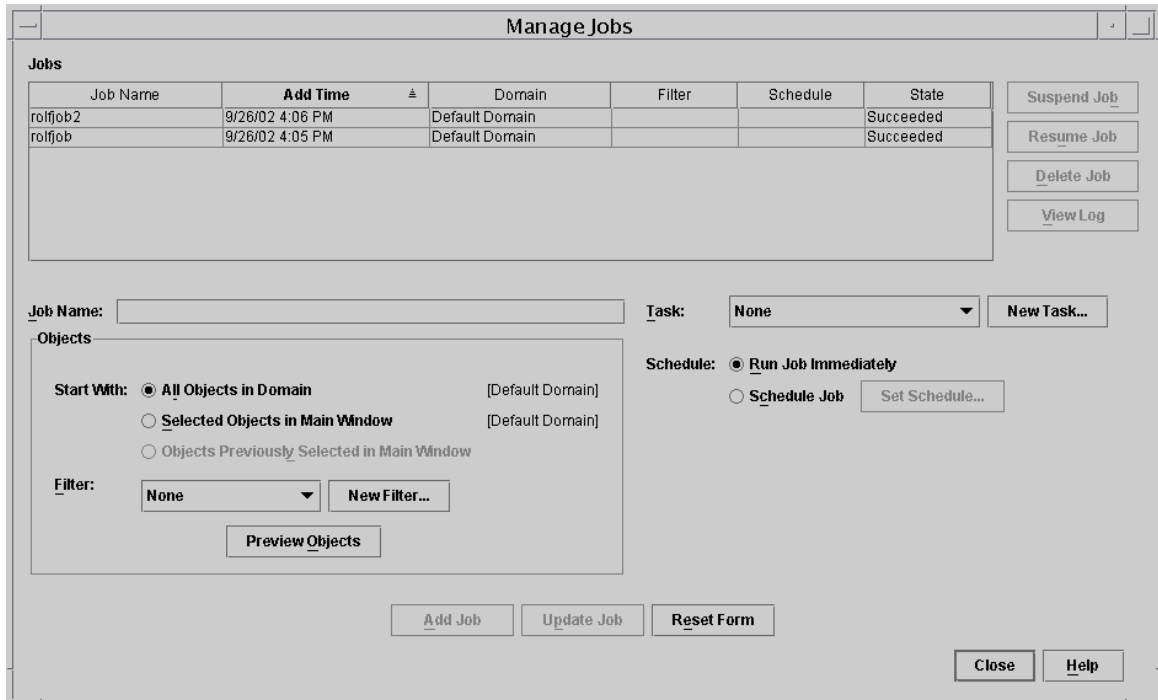 Manage Jobs
Jobs
Job Name Add Time Domain Filter Schedule State
rolfjob2 9/26/02 4:06 PM Default Domain Succeeded
rolfjob 9/26/02 4:05 PM Default Domain Succeeded
Suspend Job
Resume Job
Delete Job
View Log
Job Name:
Task: None New Task...
Objects
Start With: All Objects in Domain [Default Domain]
Selected Objects in Main Window [Default Domain]
Objects Previously Selected in Main Window
Filter: None New Filter...
Preview Objects
Schedule: Run Job Immediately
Schedule Job Set Schedule...
Add Job Update Job Reset Form
Close Help